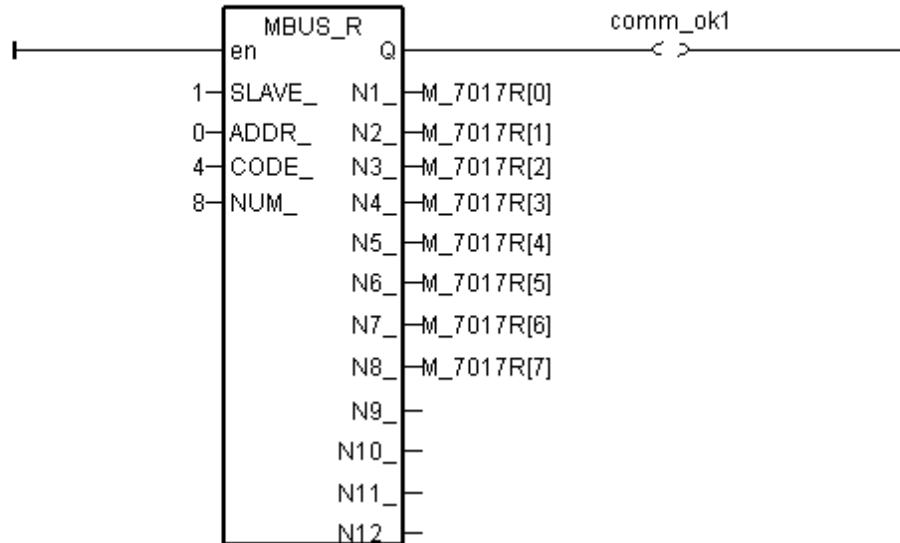 MBUS_R
comm_ok1
en Q
1 SLAVE_ N1_ M_7017R[0]
0 ADDR_ N2_ M_7017R[1]
4 CODE_ N3_ M_7017R[2]
8 NUM_ N4_ M_7017R[3]
N5_ M_7017R[4]
N6_ M_7017R[5]
N7_ M_7017R[6]
N8_ M_7017R[7]
N9_
N10_
N11_
N12_